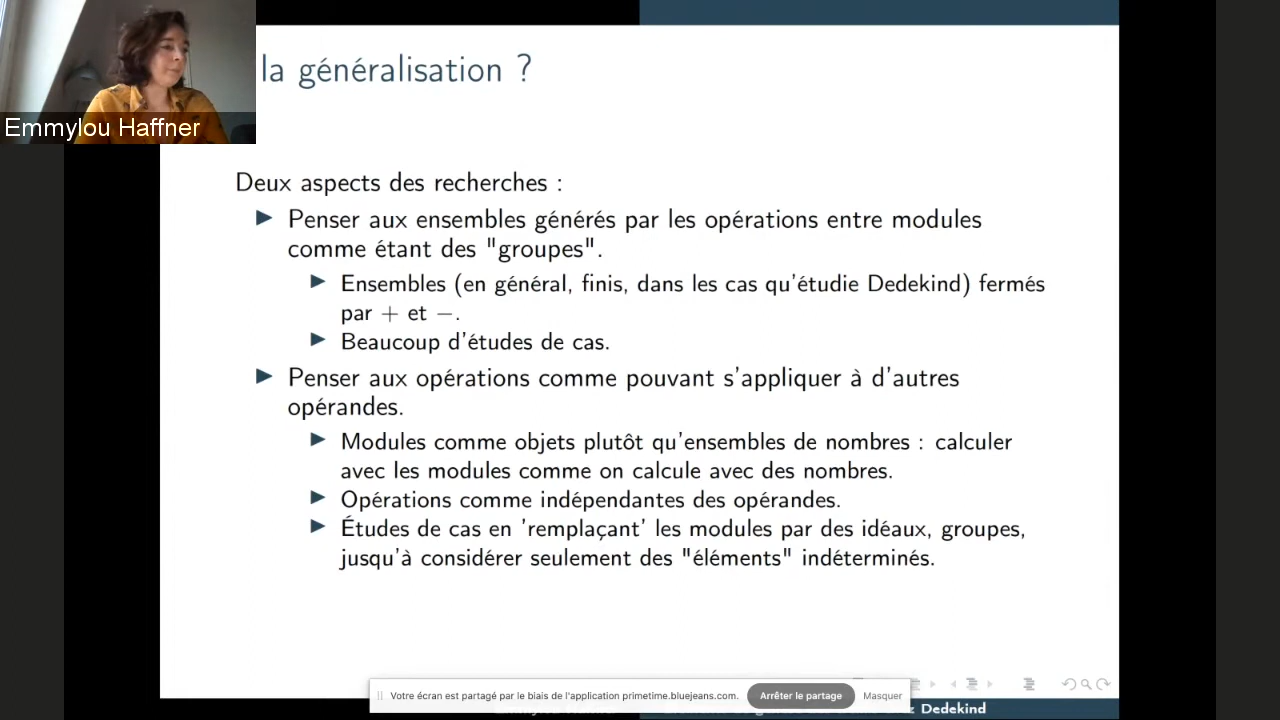 la généralisation ?
Emmylou Haffner
Deux aspects des recherches :
Penser aux ensembles générés par les opérations entre modules
comme étant des "groupes".
Ensembles (en général, finis, dans les cas qu'étudie Dedekind) fermés
par + et −.
Beaucoup d'études de cas.
Penser aux opérations comme pouvant s'appliquer à d'autres
opérandes.
Modules comme objets plutôt qu'ensembles de nombres : calculer
avec les modules comme on calcule avec des nombres.
Opérations comme indépendantes des opérandes.
Études de cas en 'remplaçant' les modules par des idéaux, groupes,
jusqu'à considérer seulement des "éléments" indéterminés.
Votre écran est partagé par le biais de l'application primetime.bluejeans.com. Arrêter le partage Masquer
Dedekind